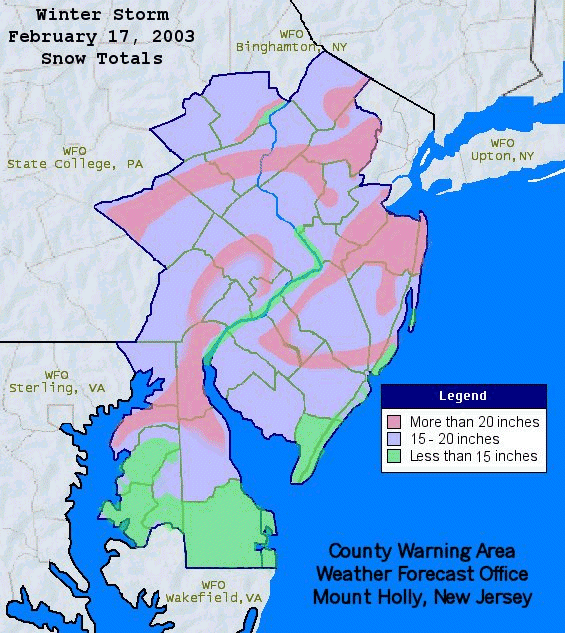 Winter Storm
February 17, 2003
Snow Totals
WFO
Binghamton, NY
WFO
State College, PA
WFO
Upton, NY
WFO
Sterling, VA
Legend
More than 20 inches
15 - 20 inches
Less than 15 inches
County Warning Area
Weather Forecast Office
Mount Holly, New Jersey
WFO
Wakefield, VA